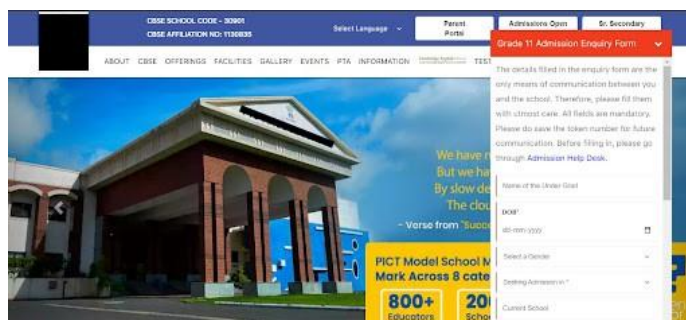 CBSE SCHOOL CODE - 30901
CBSE AFFILIATION NO: 1130835
Select Language
Parent Portal
Admissions Open
Sr. Secondary
ABOUT CBSE OFFERINGS FACILITIES GALLERY EVENTS PTA INFORMATION
Grade 11 Admission Enquiry Form
The details filled in the enquiry form are the
only means of communication between you
and the school. Therefore, please fill them
with utmost care. All fields are mandatory.
Please do save the token number for future
communication. Before filling in, please go
through Admission Help Desk.
Name of the Under Grad
DOB*
dd-mm-yyyy
Select a Gender
Seeking Admission in *
Current School
We have
But we ha
By slow de
The clou
- Verse from "Succe
PICT Model School M
Mark Across 8 cate
800+
Educators
20
Schoo